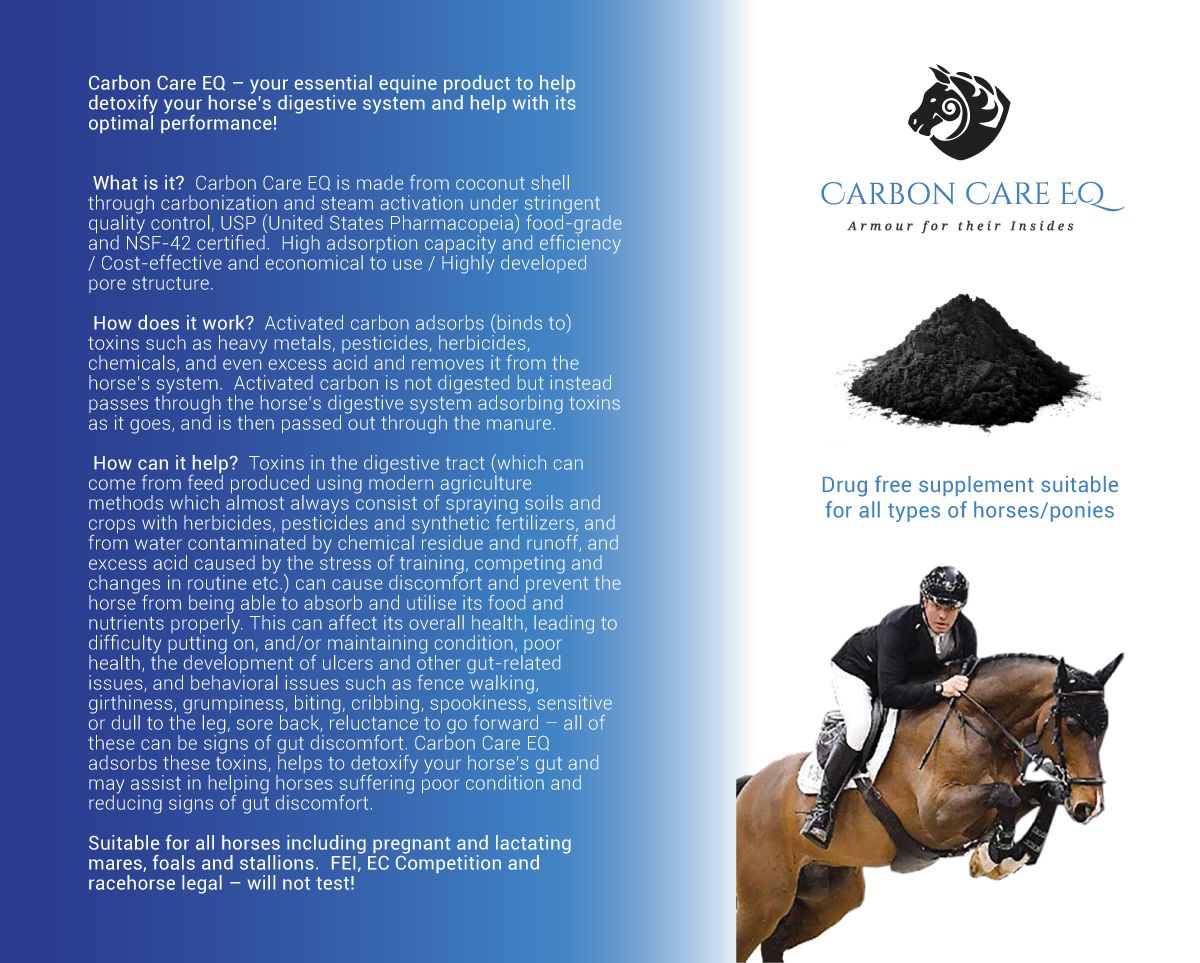 Carbon Care EQ – your essential equine product to help
detoxify your horse's digestive system and help with its
optimal performance!
What is it? Carbon Care EQ is made from coconut shell
through carbonization and steam activation under stringent
quality control, USP (United States Pharmacopeia) food-grade
and NSF-42 certified. High adsorption capacity and efficiency
/ Cost-effective and economical to use / Highly developed
pore structure.
How does it work? Activated carbon adsorbs (binds to)
toxins such as heavy metals, pesticides, herbicides,
chemicals, and even excess acid and removes it from the
horse's system. Activated carbon is not digested but instead
passes through the horse's digestive system adsorbing toxins
as it goes, and is then passed out through the manure.
How can it help? Toxins in the digestive tract (which can
come from feed produced using modern agriculture
methods which almost always consist of spraying soils and
crops with herbicides, pesticides and synthetic fertilizers, and
from water contaminated by chemical residue and runoff, and
excess acid caused by the stress of training, competing and
changes in routine etc.) can cause discomfort and prevent the
horse from being able to absorb and utilise its food and
nutrients properly. This can affect its overall health, leading to
difficulty putting on, and/or maintaining condition, poor
health, the development of ulcers and other gut-related
issues, and behavioral issues such as fence walking,
girthiness, grumpiness, biting, cribbing, spookiness, sensitive
or dull to the leg, sore back, reluctance to go forward – all of
these can be signs of gut discomfort. Carbon Care EQ
adsorbs these toxins, helps to detoxify your horse's gut and
may assist in helping horses suffering poor condition and
reducing signs of gut discomfort.
Suitable for all horses including pregnant and lactating
mares, foals and stallions. FEI, EC Competition and
racehorse legal – will not test!
CARBON CARE EQ
Armour for their Insides
Drug free supplement suitable
for all types of horses/ponies